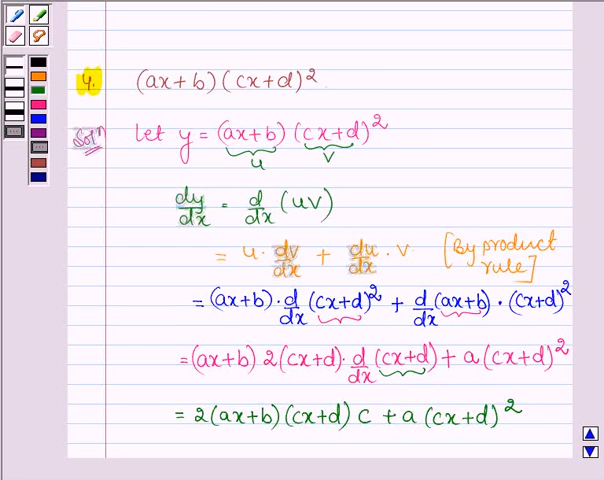 4. (ax+b)(cx+d)²
Solⁿ let y = (ax+b) (cx+d)²
u v
dy/dx = d/dx (uv)
= u · dv/dx + du/dx · v [By product rule]
= (ax+b) · d/dx (cx+d)² + d/dx (ax+b) · (cx+d)²
= (ax+b) 2(cx+d) · d/dx (cx+d) + a (cx+d)²
= 2(ax+b)(cx+d) c + a (cx+d)²